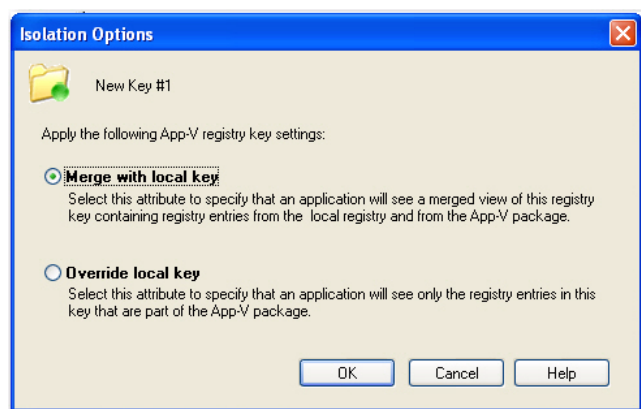 Isolation Options
New Key #1
Apply the following App-V registry key settings:
Merge with local key
Select this attribute to specify that an application will see a merged view of this registry
key containing registry entries from the local registry and from the App-V package.
Override local key
Select this attribute to specify that an application will see only the registry entries in this
key that are part of the App-V package.
OK Cancel Help